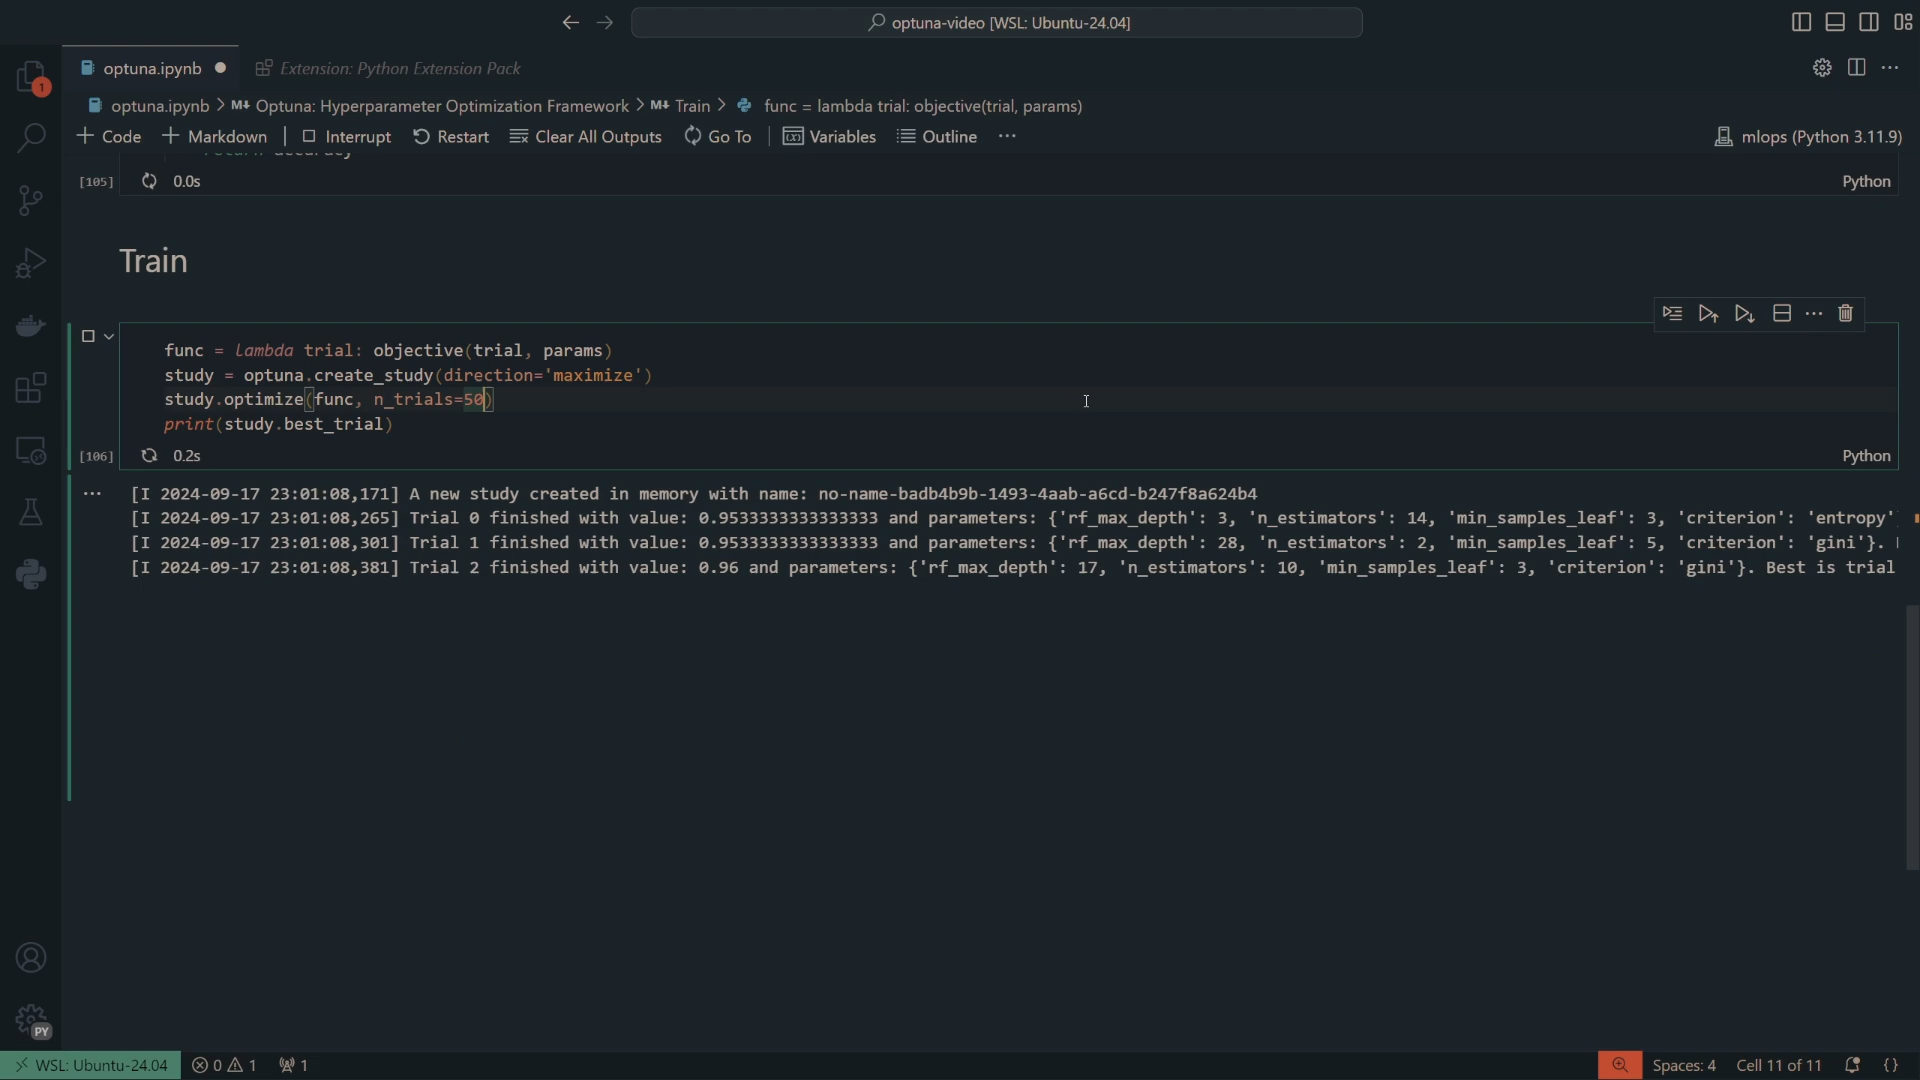 optuna-video [WSL: Ubuntu-24.04]
optuna.ipynb
Extension: Python Extension Pack
1
optuna.ipynb > M↓ Optuna: Hyperparameter Optimization Framework > M↓ Train > func = lambda trial: objective(trial, params)
+ Code + Markdown | Interrupt Restart Clear All Outputs Go To | Variables Outline ...
mlops (Python 3.11.9)
[105] 0.0s
Python
Train
func = lambda trial: objective(trial, params)
study = optuna.create_study(direction='maximize')
study.optimize(func, n_trials=50)
print(study.best_trial)
[106] 0.2s
Python
... [I 2024-09-17 23:01:08,171] A new study created in memory with name: no-name-badb4b9b-1493-4aab-a6cd-b247f8a624b4
[I 2024-09-17 23:01:08,265] Trial 0 finished with value: 0.9533333333333333 and parameters: {'rf_max_depth': 3, 'n_estimators': 14, 'min_samples_leaf': 3, 'criterion': 'entropy'
[I 2024-09-17 23:01:08,301] Trial 1 finished with value: 0.9533333333333333 and parameters: {'rf_max_depth': 28, 'n_estimators': 2, 'min_samples_leaf': 5, 'criterion': 'gini'}.
[I 2024-09-17 23:01:08,381] Trial 2 finished with value: 0.96 and parameters: {'rf_max_depth': 17, 'n_estimators': 10, 'min_samples_leaf': 3, 'criterion': 'gini'}. Best is trial
PY
WSL: Ubuntu-24.04 0 1 1
Spaces: 4 Cell 11 of 11 {}